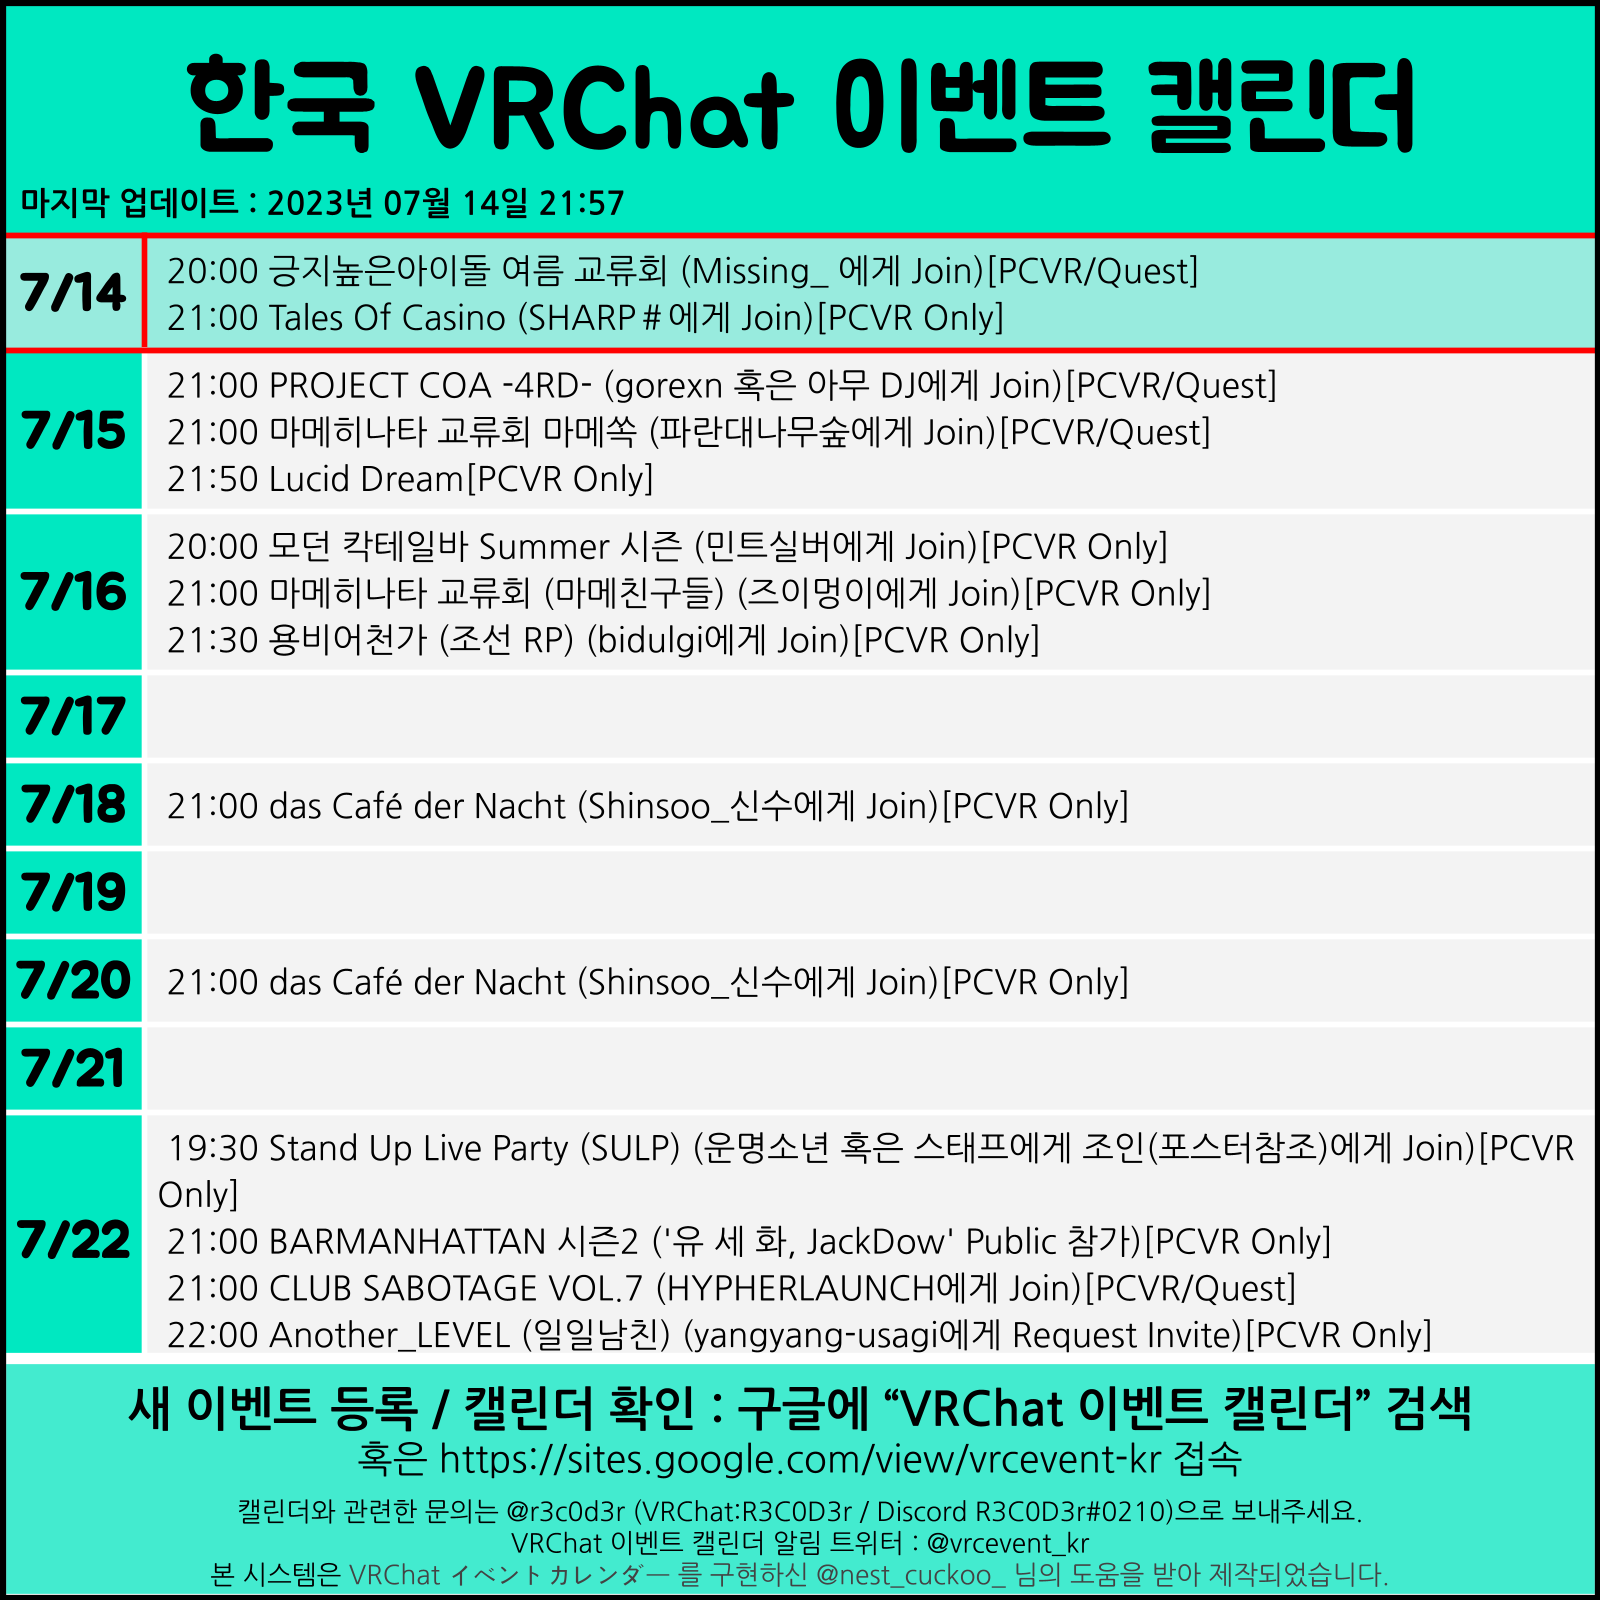 한국 VRChat 이벤트 캘린더
마지막 업데이트 : 2023년 07월 14일 21:57
7/14
20:00 긍지높은아이돌 여름 교류회 (Missing_ 에게 Join)[PCVR/Quest]
21:00 Tales Of Casino (SHARP＃에게 Join)[PCVR Only]
7/15
21:00 PROJECT COA -4RD- (gorexn 혹은 아무 DJ에게 Join)[PCVR/Quest]
21:00 마메히나타 교류회 마메쏙 (파란대나무숲에게 Join)[PCVR/Quest]
21:50 Lucid Dream[PCVR Only]
7/16
20:00 모던 칵테일바 Summer 시즌 (민트실버에게 Join)[PCVR Only]
21:00 마메히나타 교류회 (마메친구들) (즈이멍이에게 Join)[PCVR Only]
21:30 용비어천가 (조선 RP) (bidulgi에게 Join)[PCVR Only]
7/17
7/18
21:00 das Café der Nacht (Shinsoo_신수에게 Join)[PCVR Only]
7/19
7/20
21:00 das Café der Nacht (Shinsoo_신수에게 Join)[PCVR Only]
7/21
7/22
19:30 Stand Up Live Party (SULP) (운명소년 혹은 스태프에게 조인(포스터참조)에게 Join)[PCVR
Only]
21:00 BARMANHATTAN 시즌2 ('유 세 화, JackDow' Public 참가)[PCVR Only]
21:00 CLUB SABOTAGE VOL.7 (HYPHERLAUNCH에게 Join)[PCVR/Quest]
22:00 Another_LEVEL (일일남친) (yangyang-usagi에게 Request Invite)[PCVR Only]
새 이벤트 등록 / 캘린더 확인 : 구글에 “VRChat 이벤트 캘린더” 검색
혹은 https://sites.google.com/view/vrcevent-kr 접속
캘린더와 관련한 문의는 @r3c0d3r (VRChat:R3C0D3r / Discord R3C0D3r#0210)으로 보내주세요.
VRChat 이벤트 캘린더 알림 트위터 : @vrcevent_kr
본 시스템은 VRChat イベントカレンダー 를 구현하신 @nest_cuckoo_ 님의 도움을 받아 제작되었습니다.